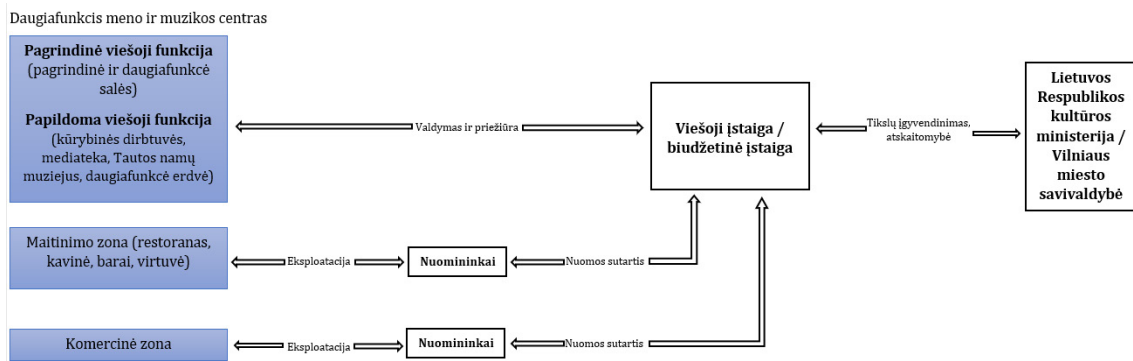 Daugiafunkcis meno ir muzikos centras
Pagrindinė viešoji funkcija
(pagrindinė ir daugiafunkcė
salės)
Papildoma viešoji funkcija
(kūrybinės dirbtuvės,
mediateka, Tautos namų
muziejus, daugiafunkcė erdvė)
Valdymas ir priežiūra
Viešoji įstaiga /
biudžetinė įstaiga
Tikslų įgyvendinimas,
atskaitomybė
Lietuvos
Respublikos
kultūros
ministerija /
Vilniaus
miesto
savivaldybė
Maitinimo zona (restoranas,
kavinė, barai, virtuvė)
Eksploatacija
Nuomininkai
Nuomos sutartis
Komercinė zona
Eksploatacija
Nuomininkai
Nuomos sutartis